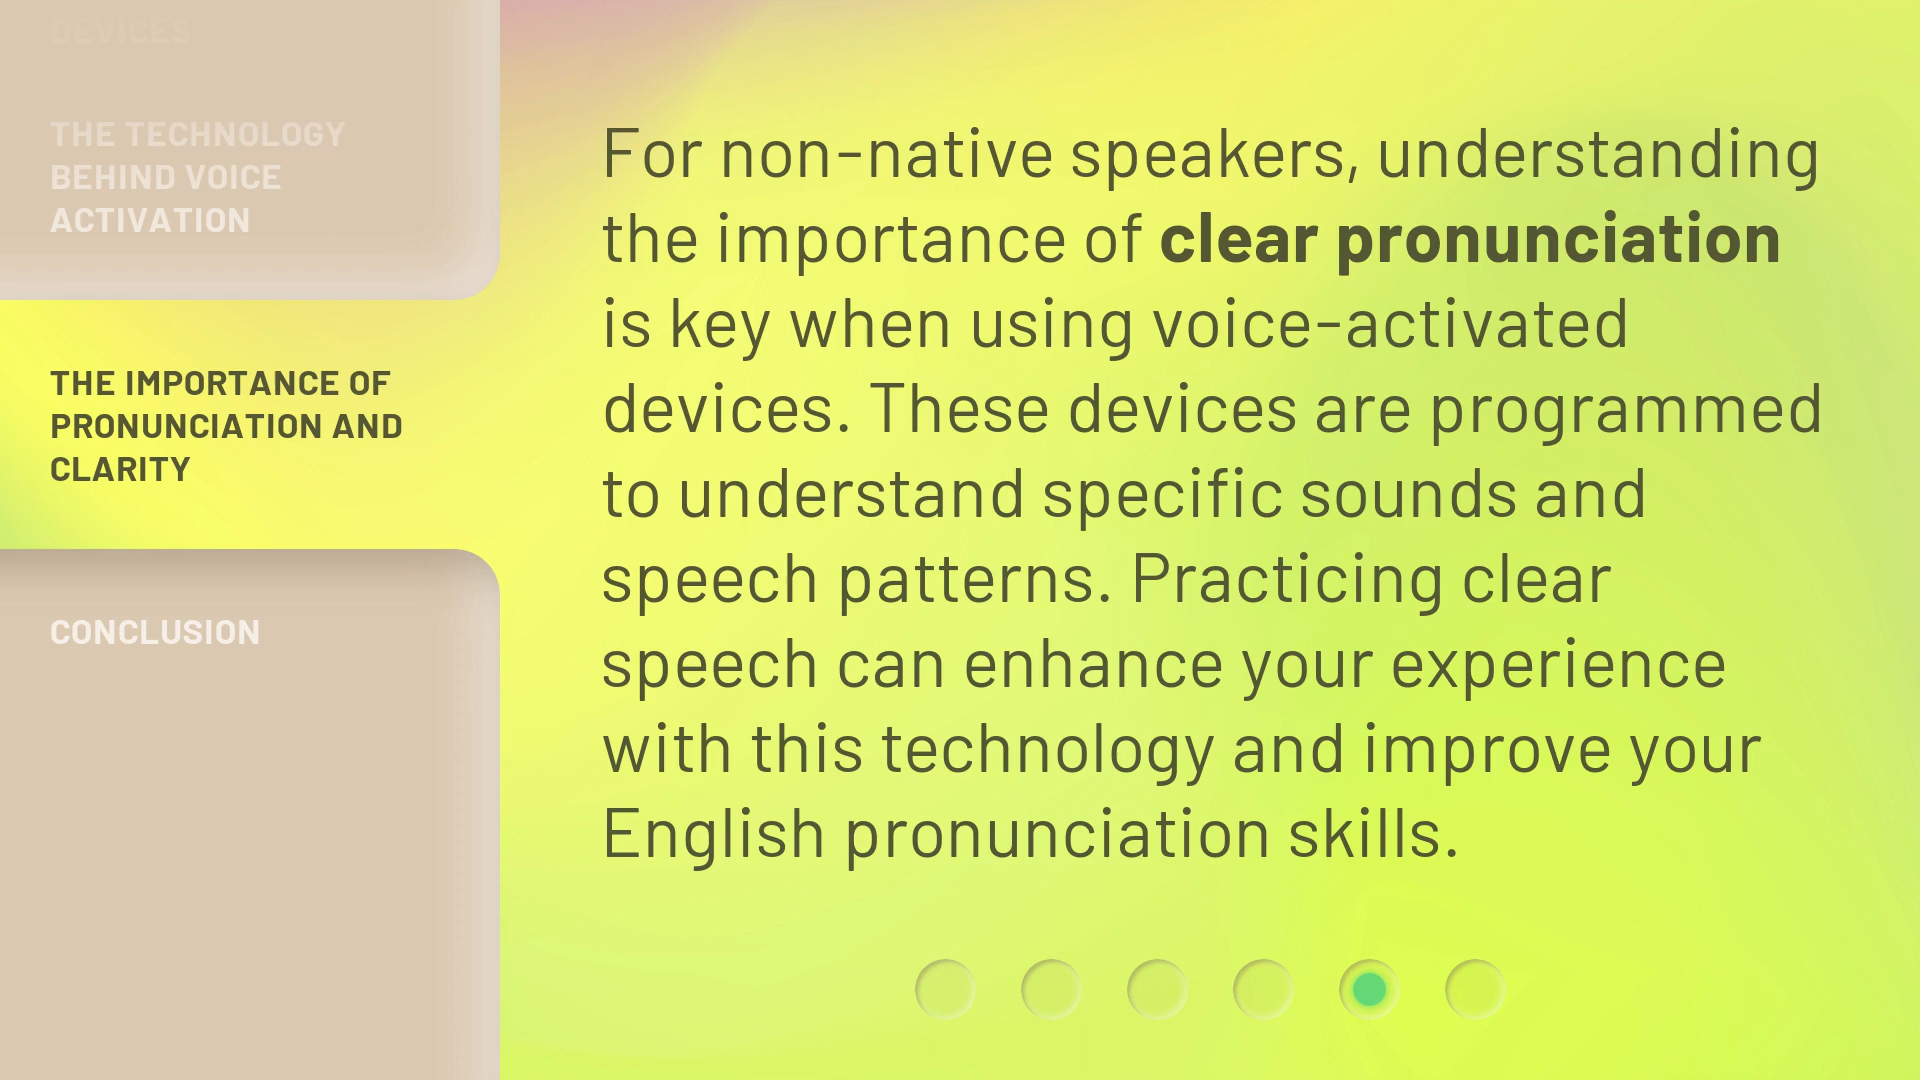 DEVICES
THE TECHNOLOGY
BEHIND VOICE
ACTIVATION
THE IMPORTANCE OF
PRONUNCIATION AND
CLARITY
CONCLUSION
For non-native speakers, understanding
the importance of clear pronunciation
is key when using voice-activated
devices. These devices are programmed
to understand specific sounds and
speech patterns. Practicing clear
speech can enhance your experience
with this technology and improve your
English pronunciation skills.